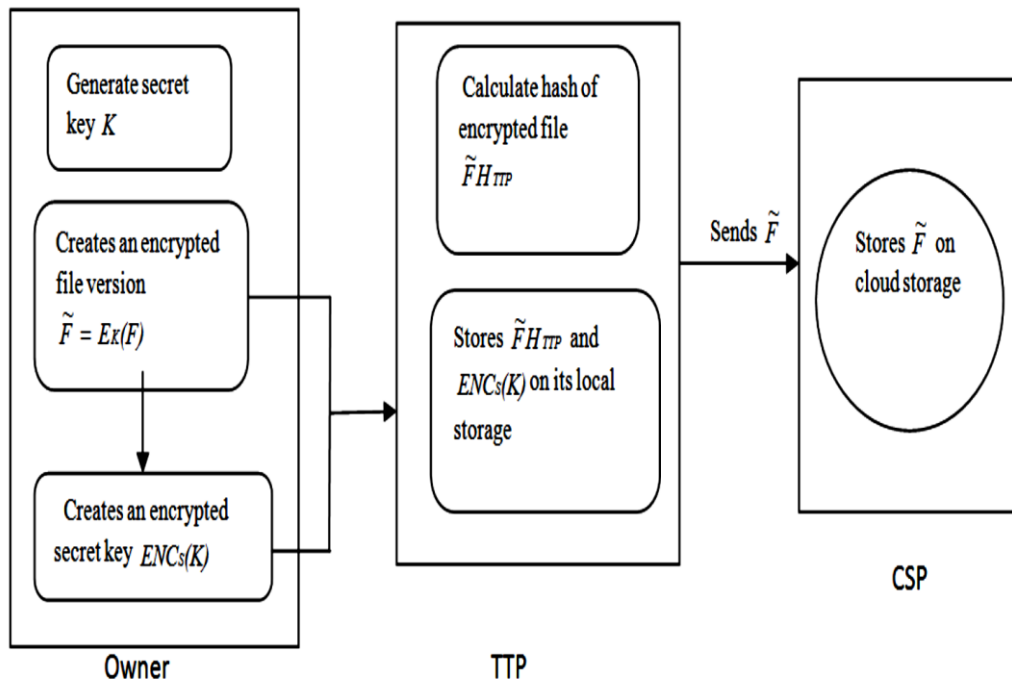 Generate secret
key K
Creates an encrypted
file version
F̃ = EK(F)
Creates an encrypted
secret key ENCS(K)
Owner
Calculate hash of
encrypted file
F̃HTTP
Stores F̃HTTP and
ENCS(K) on its local
storage
TTP
Sends F̃
Stores F̃ on
cloud storage
CSP